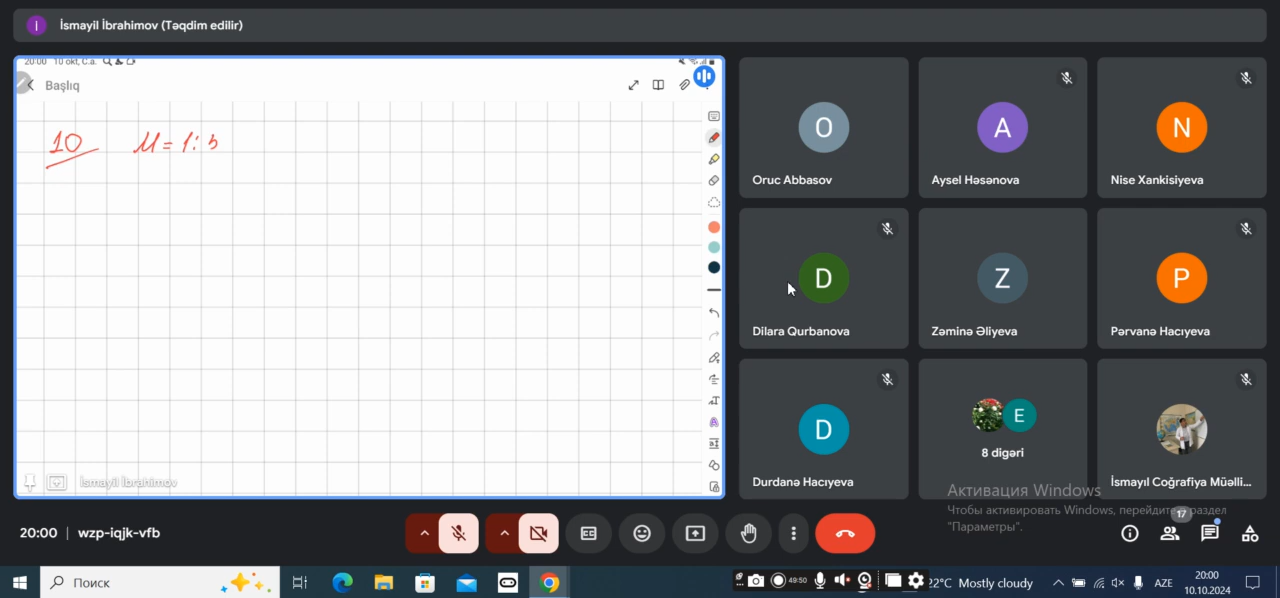 İsmayil İbrahimov (Təqdim edilir)
20:00 10 okt, C.a.
Başlıq
10 M = 1 : b
İsmayil İbrahimov
O
Oruc Abbasov
A
Aysel Həsənova
N
Nise Xankisiyeva
D
Dilara Qurbanova
Z
Zəminə Əliyeva
P
Pərvanə Hacıyeva
D
Durdanə Hacıyeva
E
8 digəri
İsmayıl Coğrafiya Müəlli...
Активация Windows
Чтобы активировать Windows, перейдите
раздел
"Параметры".
20:00 | wzp-iqjk-vfb
17
Поиск
49:50
22°C Mostly cloudy
AZE
20:00
10.10.2024